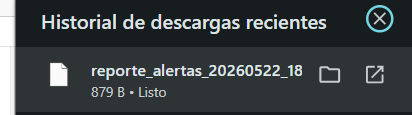 Historial de descargas recientes
reporte_alertas_20260522_18
879 B • Listo